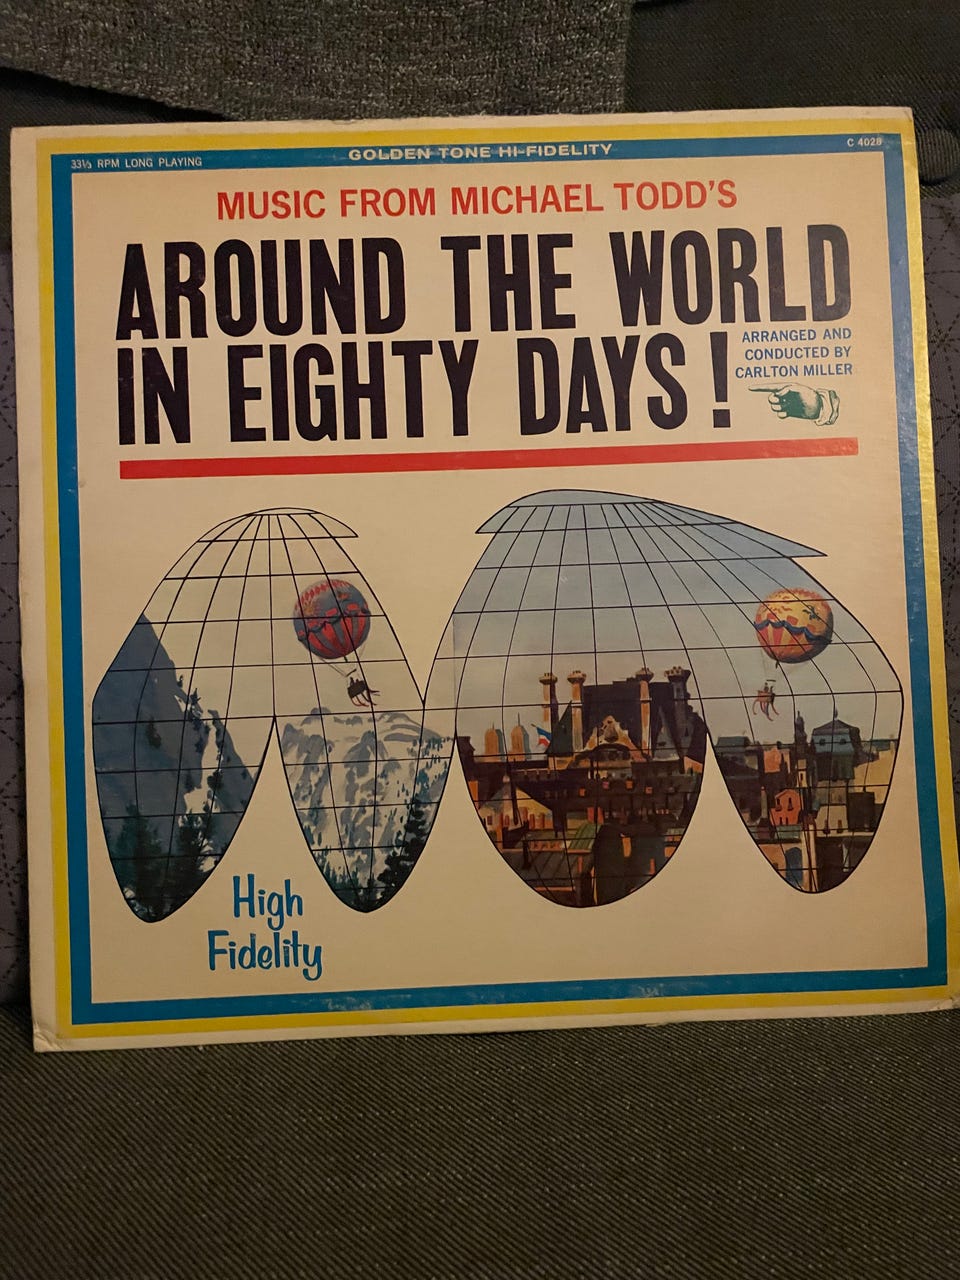 33⅓ RPM LONG PLAYING
GOLDEN TONE HI-FIDELITY
C 4028
MUSIC FROM MICHAEL TODD'S
AROUND THE WORLD
IN EIGHTY DAYS!
ARRANGED AND
CONDUCTED BY
CARLTON MILLER
High
Fidelity